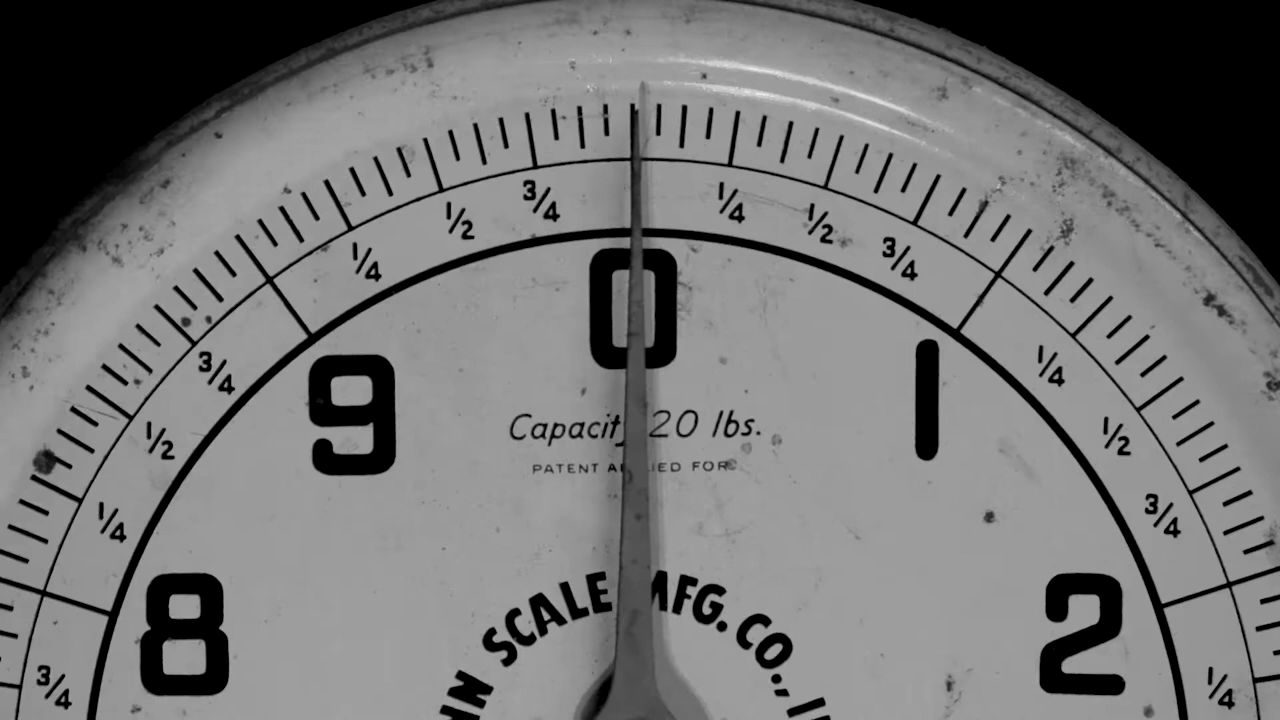 3/4 1/4
1/2 1/2
1/4 3/4
0
3/4 1/4
9 1
1/2 Capacity 20 lbs. 1/2
PATENT APPLIED FOR
1/4 3/4
8 SCALE MFG. CO., 2
3/4 1/4